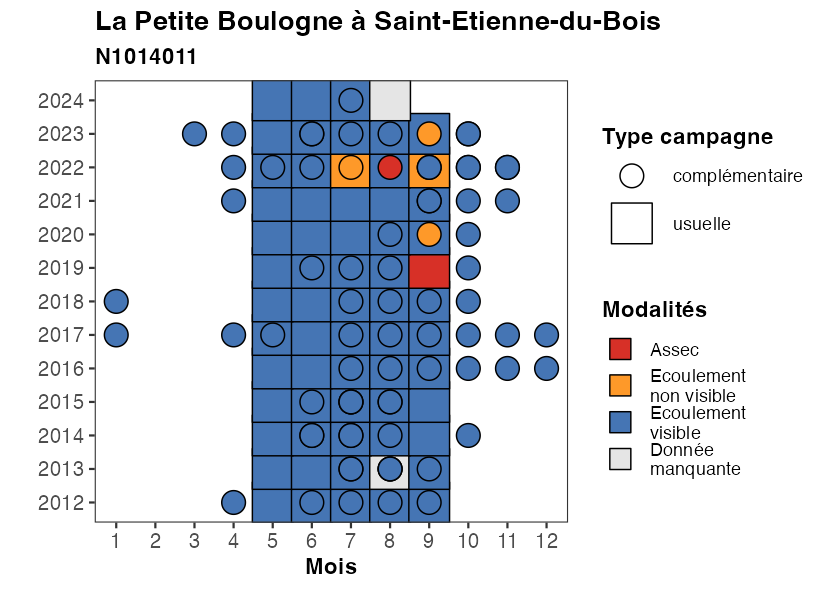 La Petite Boulogne à Saint-Etienne-du-Bois
N1014011
2024
2023
2022
2021
2020
2019
2018
2017
2016
2015
2014
2013
2012
1 2 3 4 5 6 7 8 9 10 11 12
Mois
Type campagne
complémentaire
usuelle
Modalités
Assec
Ecoulement
non visible
Ecoulement
visible
Donnée
manquante